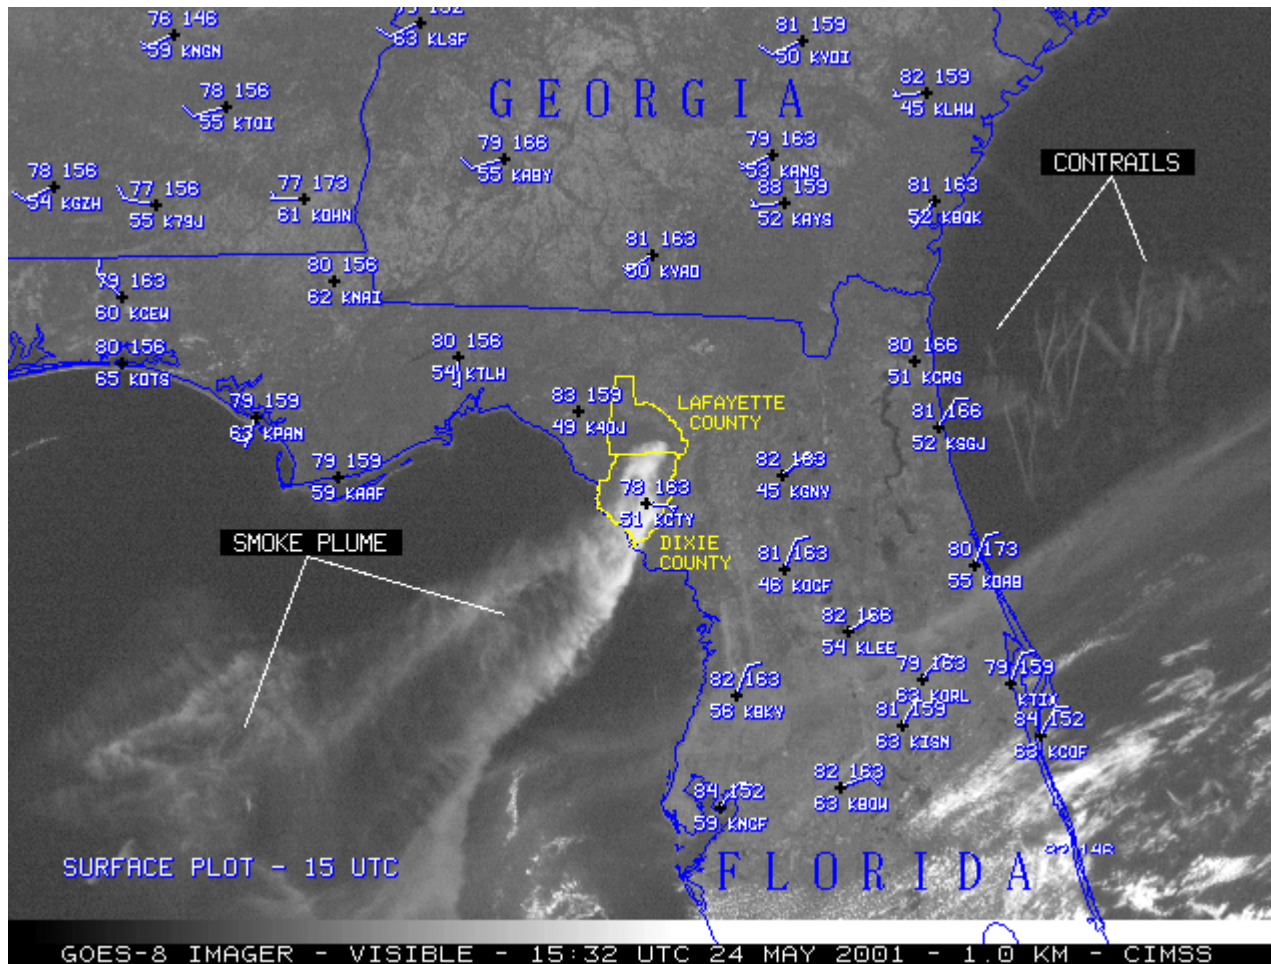 76 146
59 KNGN
63 KLSF
81 159
50 KVDI
78 156
55 KTOI
GEORGIA
82 159
45 KLHW
79 166
55 KABY
79 163
53 KAMG
CONTRAILS
78 156
54 KGZH
77 156
55 K79J
77 173
61 KDHN
88 159
52 KAYS
81 163
52 KBQK
81 163
50 KVAD
79 163
60 KCEW
80 156
62 KMAI
80 156
65 KDTS
80 156
54 KTLH
80 166
51 KCRG
79 159
63 KPAM
83 159
49 K40J
LAFAYETTE
COUNTY
81 166
52 KSGJ
79 159
59 KAAF
82 163
45 KGNV
78 163
51 KCTY
SMOKE PLUME
DIXIE
COUNTY
81 163
46 KOCF
80 173
55 KDAB
82 166
54 KLEE
82 163
56 KBKV
79 163
63 KORL
79 159
KTIX
81 159
63 KISM
84 152
63 KCOF
84 152
59 KMCF
82 163
63 KBOW
SURFACE PLOT - 15 UTC
FLORIDA
GOES-8 IMAGER - VISIBLE - 15:32 UTC 24 MAY 2001 - 1.0 KM - CIMSS